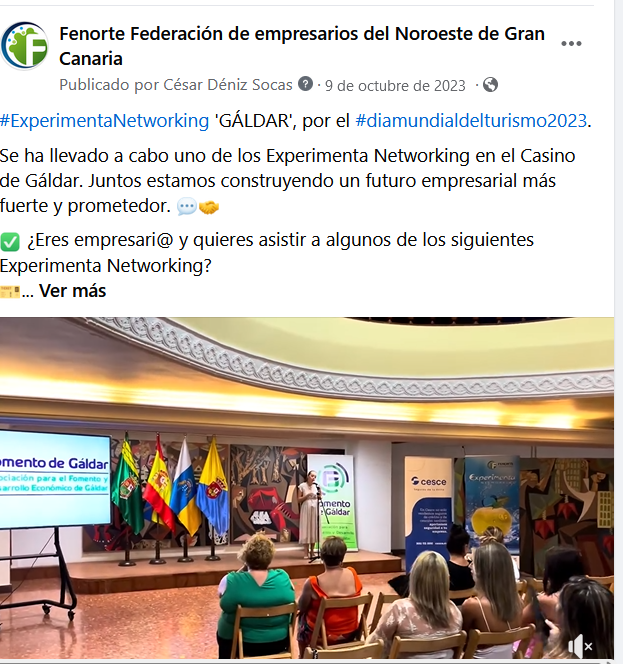 Fenorte Federación de empresarios del Noroeste de Gran
Canaria
Publicado por César Déniz Socas ? · 9 de octubre de 2023 ·
#ExperimentaNetworking 'GÁLDAR', por el #diamundialdelturismo2023.
Se ha llevado a cabo uno de los Experimenta Networking en el Casino
de Gáldar. Juntos estamos construyendo un futuro empresarial más
fuerte y prometedor. 💬🤝
✅ ¿Eres empresari@ y quieres asistir a algunos de los siguientes
Experimenta Networking?
🎫... Ver más
omento de Gáldar
ociación para el Fomento y
arrollo Económico de Gáldar
omento
e Gáldar
cesce
Experimenta